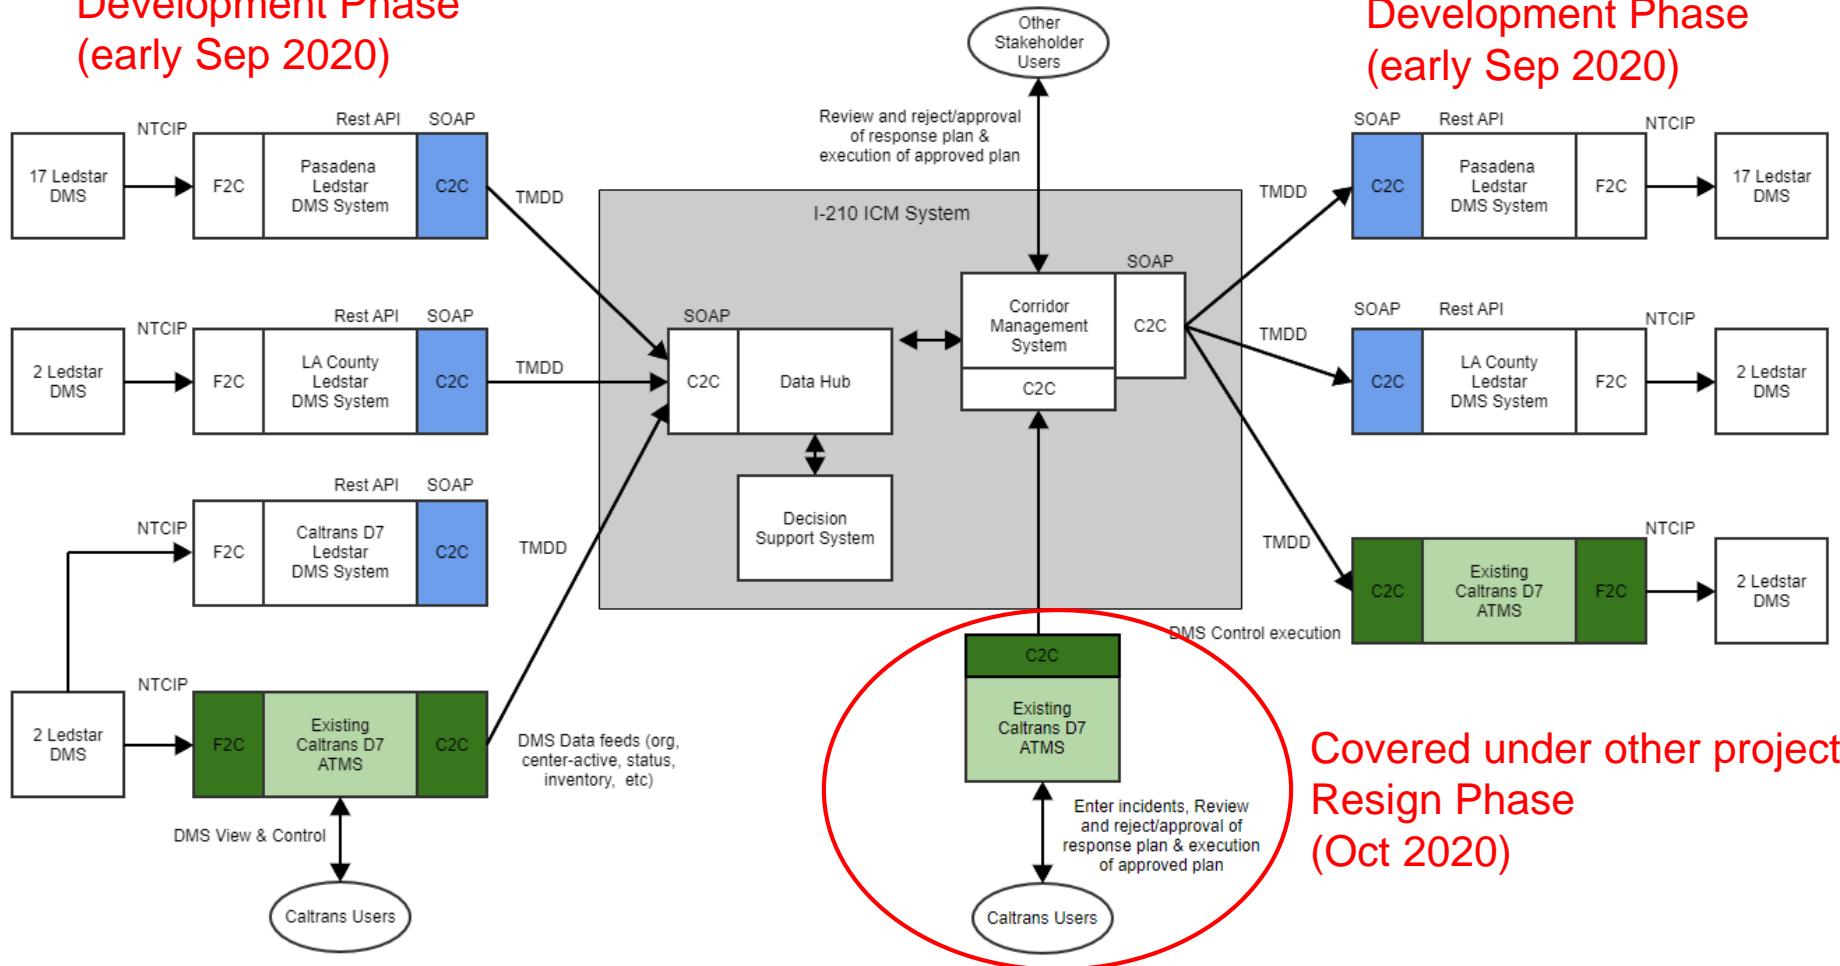 Development Phase
(early Sep 2020)
Other
Stakeholder
Users
Development Phase
(early Sep 2020)
Review and reject/approval
of response plan &
execution of approved plan
NTCIP
Rest API
SOAP
17 Ledstar
DMS
F2C
Pasadena
Ledstar
DMS System
C2C
TMDD
NTCIP
Rest API
SOAP
2 Ledstar
DMS
F2C
LA County
Ledstar
DMS System
C2C
TMDD
Rest API
SOAP
NTCIP
F2C
Caltrans D7
Ledstar
DMS System
C2C
TMDD
NTCIP
2 Ledstar
DMS
F2C
Existing
Caltrans D7
ATMS
C2C
DMS Data feeds (org,
center-active, status,
inventory, etc)
DMS View & Control
Caltrans Users
I-210 ICM System
SOAP
C2C
Data Hub
Decision
Support System
SOAP
Corridor
Management
System
C2C
C2C
C2C
Existing
Caltrans D7
ATMS
Enter incidents, Review
and reject/approval of
response plan & execution
of approved plan
Caltrans Users
SOAP
Rest API
NTCIP
TMDD
C2C
Pasadena
Ledstar
DMS System
F2C
17 Ledstar
DMS
SOAP
Rest API
NTCIP
TMDD
C2C
LA County
Ledstar
DMS System
F2C
2 Ledstar
DMS
TMDD
NTCIP
C2C
Existing
Caltrans D7
ATMS
F2C
2 Ledstar
DMS
DMS Control execution
Covered under other project
Resign Phase
(Oct 2020)